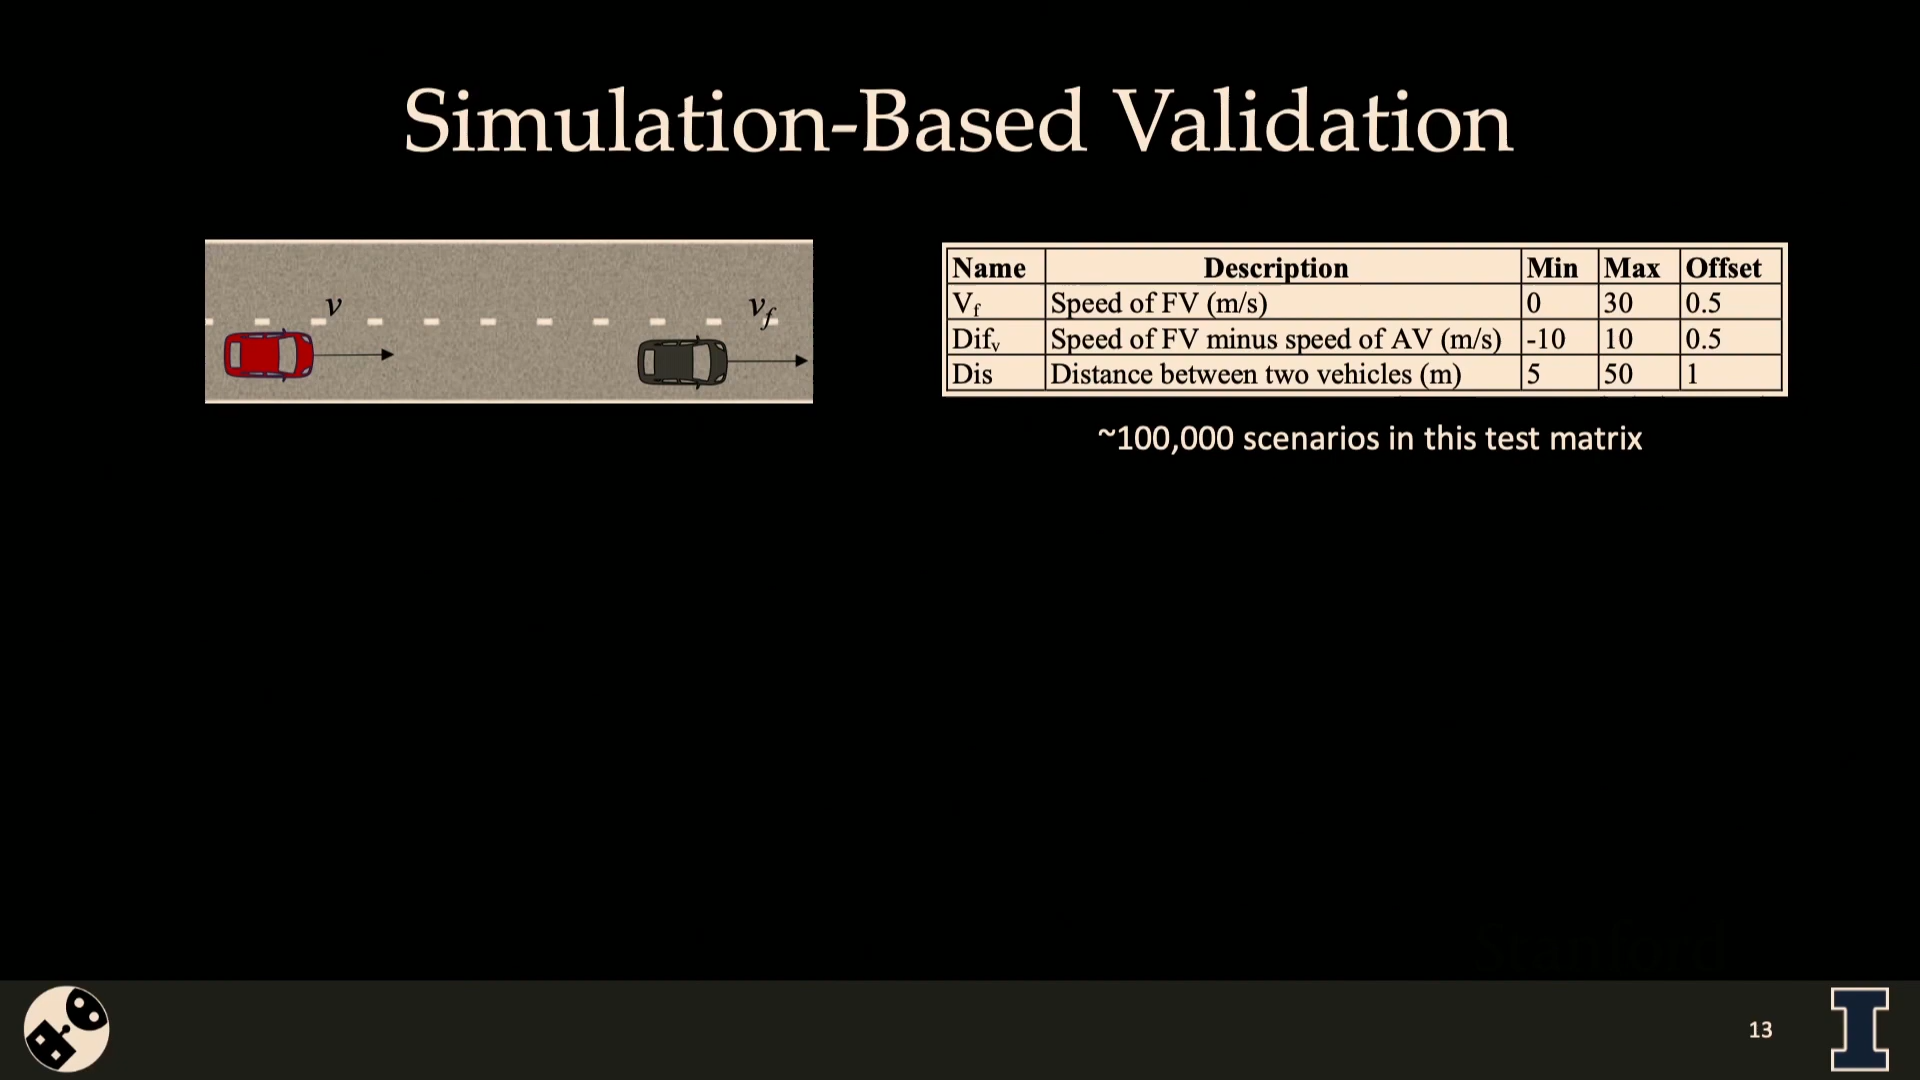 Simulation-Based Validation
v
v_f
Name Description Min Max Offset
V_f Speed of FV (m/s) 0 30 0.5
Dif_v Speed of FV minus speed of AV (m/s) -10 10 0.5
Dis Distance between two vehicles (m) 5 50 1
~100,000 scenarios in this test matrix
13
I